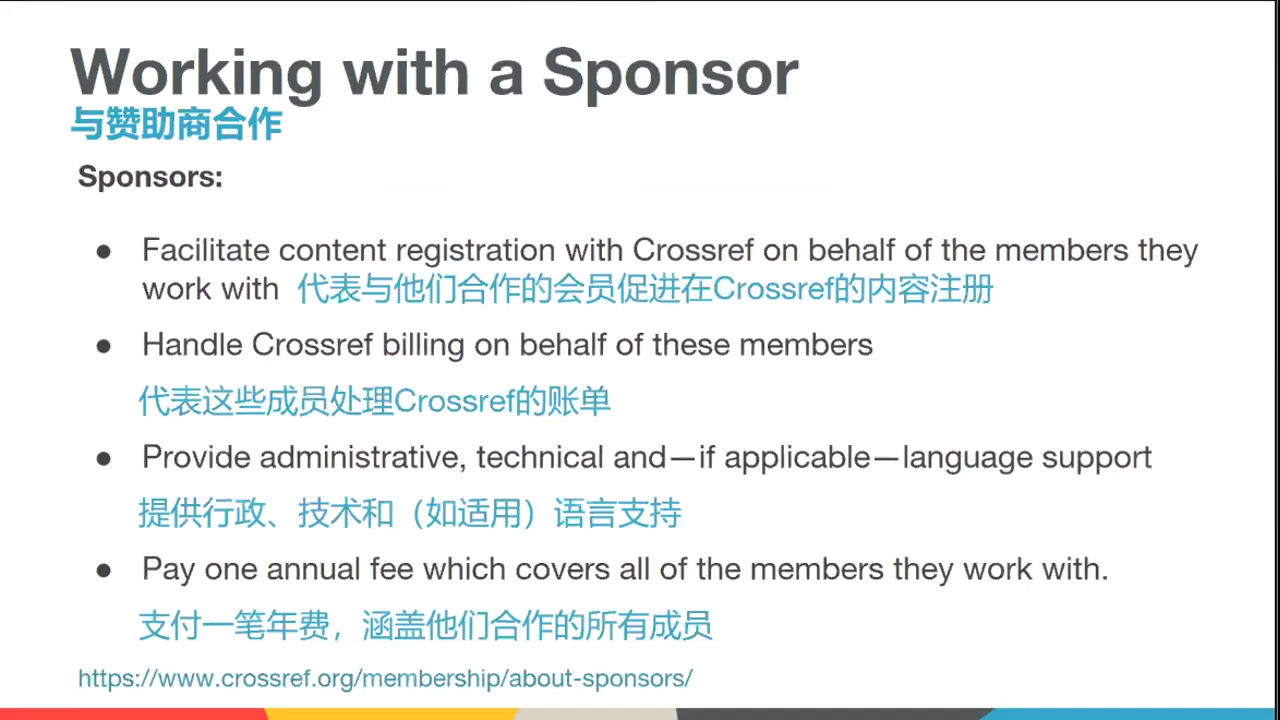 Working with a Sponsor
与赞助商合作
Sponsors:
● Facilitate content registration with Crossref on behalf of the members they
work with 代表与他们合作的会员促进在Crossref的内容注册
● Handle Crossref billing on behalf of these members
代表这些成员处理Crossref的账单
● Provide administrative, technical and—if applicable—language support
提供行政、技术和（如适用）语言支持
● Pay one annual fee which covers all of the members they work with.
支付一笔年费，涵盖他们合作的所有成员
https://www.crossref.org/membership/about-sponsors/